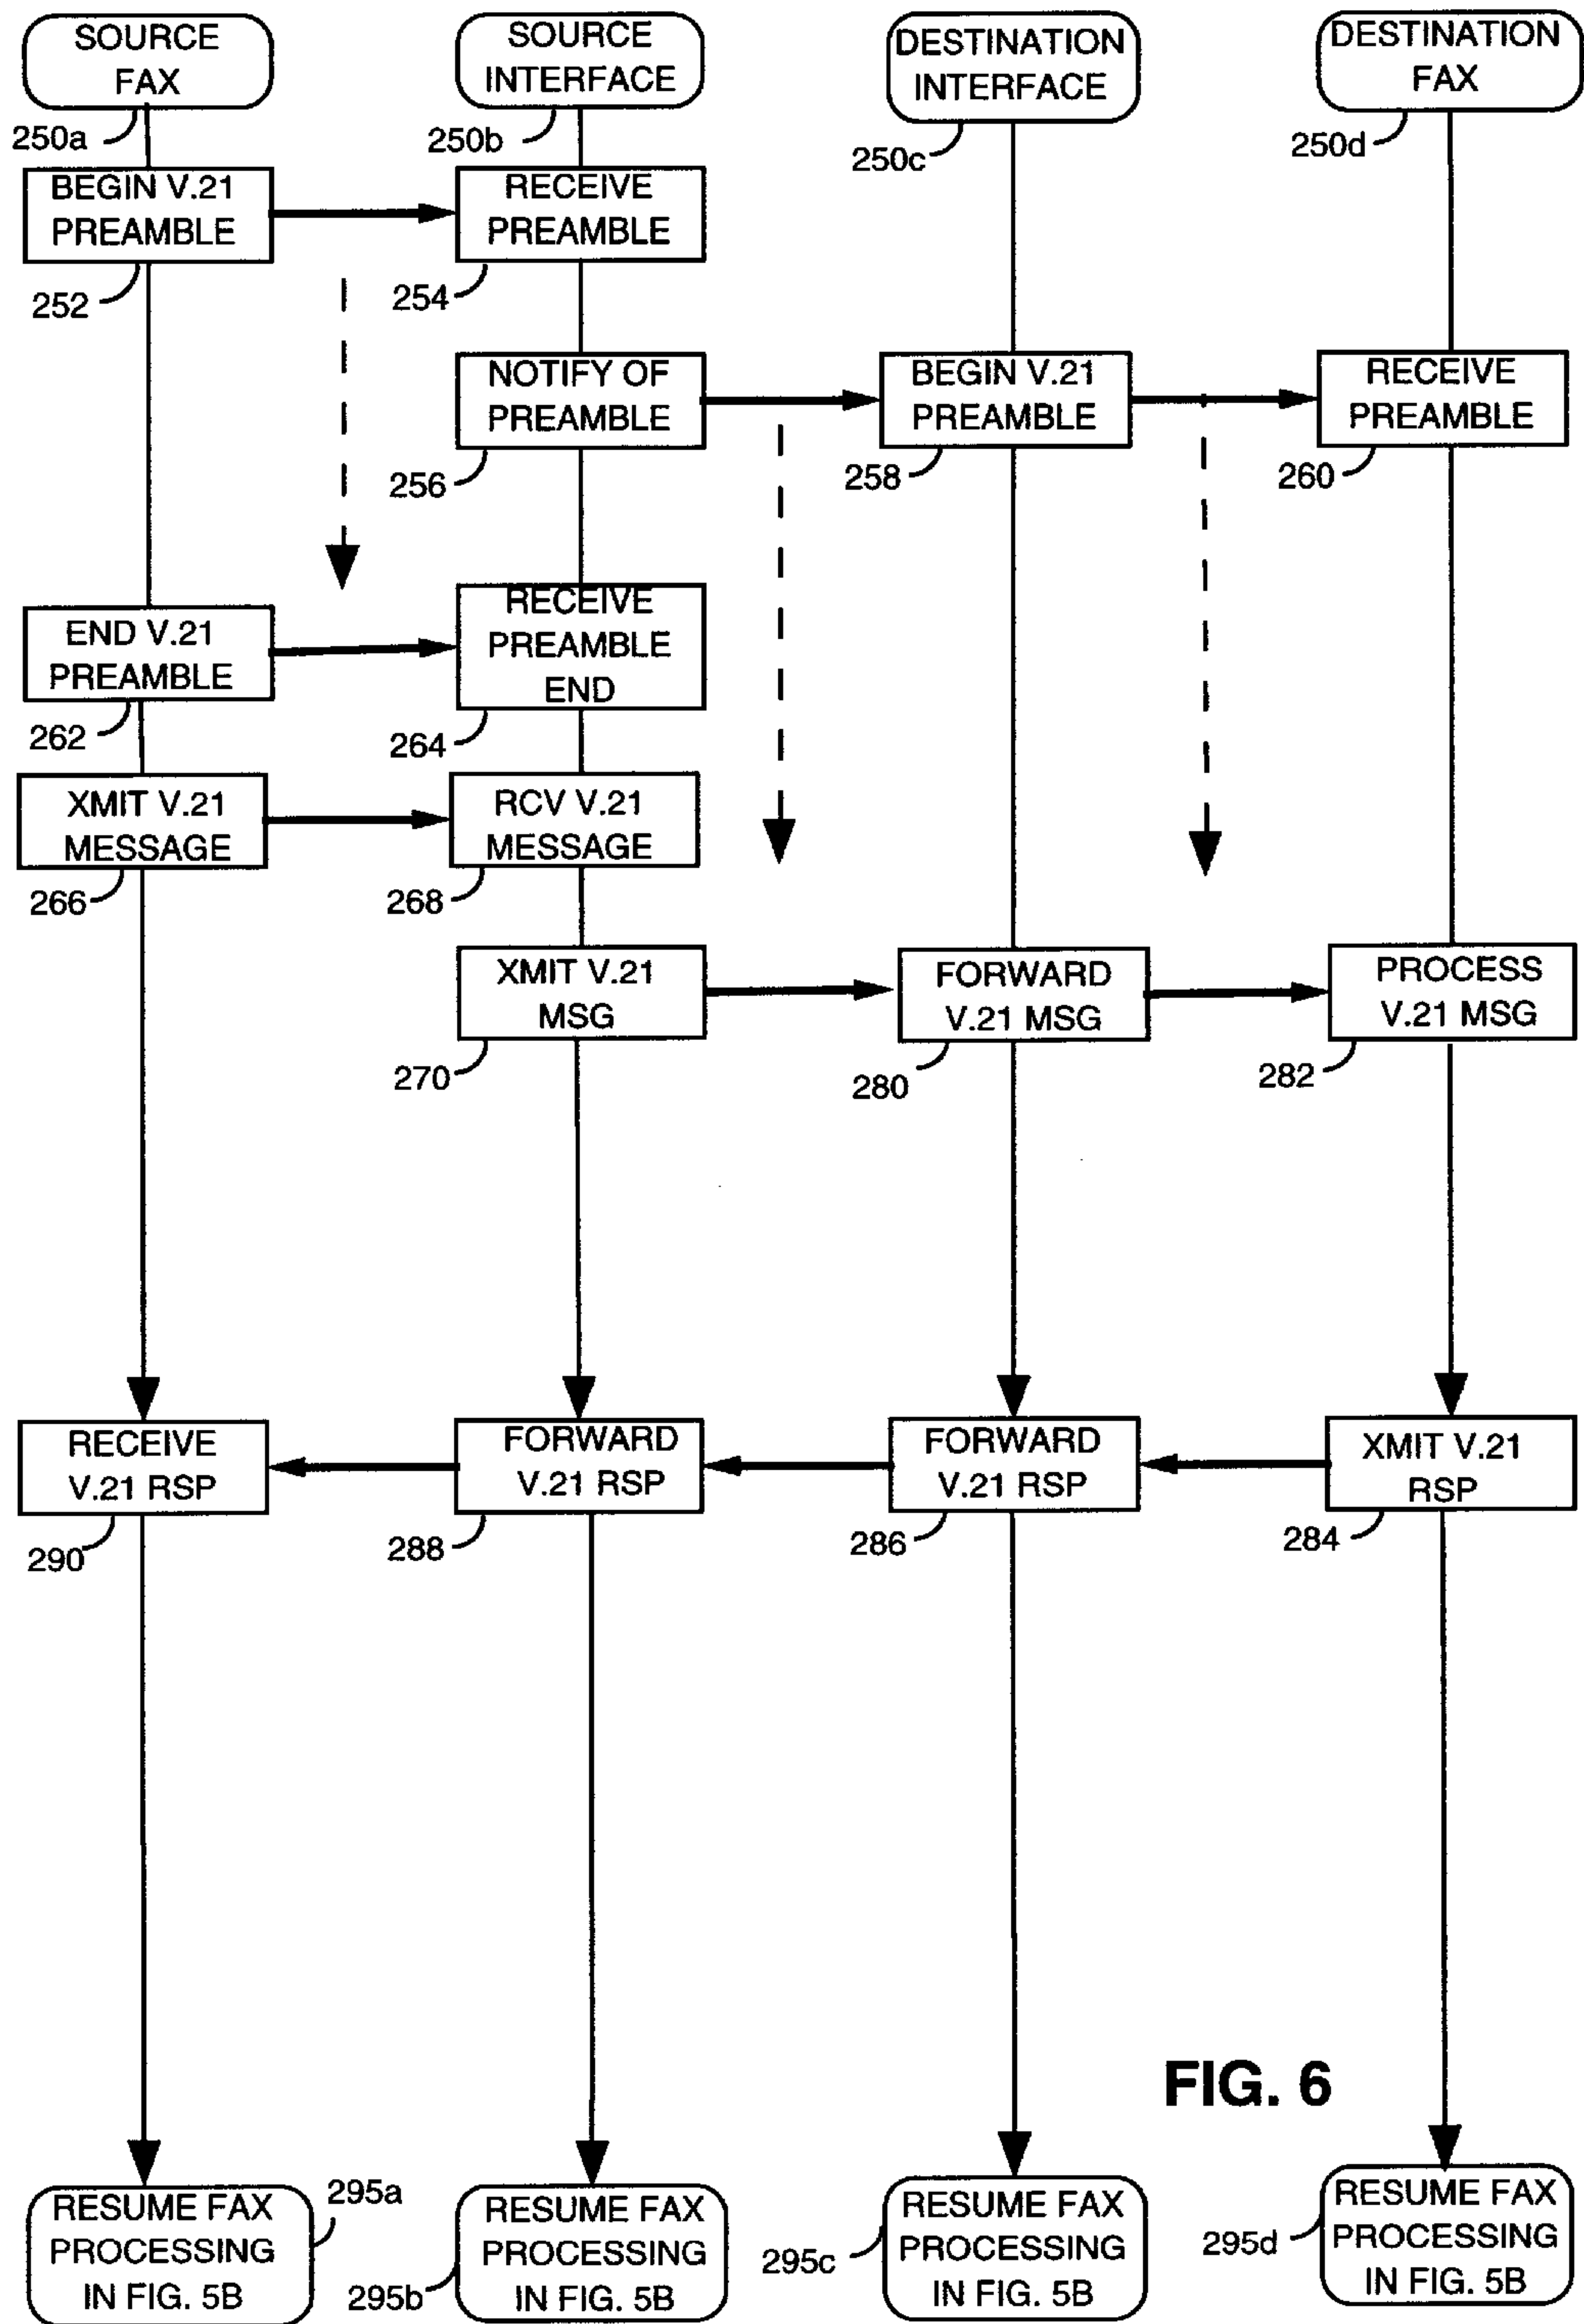 SOURCE
FAX
250a
SOURCE
INTERFACE
250b
DESTINATION
INTERFACE
250c
DESTINATION
FAX
250d
BEGIN V.21
PREAMBLE
252
RECEIVE
PREAMBLE
254
NOTIFY OF
PREAMBLE
256
BEGIN V.21
PREAMBLE
258
RECEIVE
PREAMBLE
260
END V.21
PREAMBLE
262
RECEIVE
PREAMBLE
END
264
XMIT V.21
MESSAGE
266
RCV V.21
MESSAGE
268
XMIT V.21
MSG
270
FORWARD
V.21 MSG
280
PROCESS
V.21 MSG
282
RECEIVE
V.21 RSP
290
FORWARD
V.21 RSP
288
FORWARD
V.21 RSP
286
XMIT V.21
RSP
284
FIG. 6
RESUME FAX
PROCESSING
IN FIG. 5B
295a
RESUME FAX
PROCESSING
IN FIG. 5B
295b
RESUME FAX
PROCESSING
IN FIG. 5B
295c
RESUME FAX
PROCESSING
IN FIG. 5B
295d